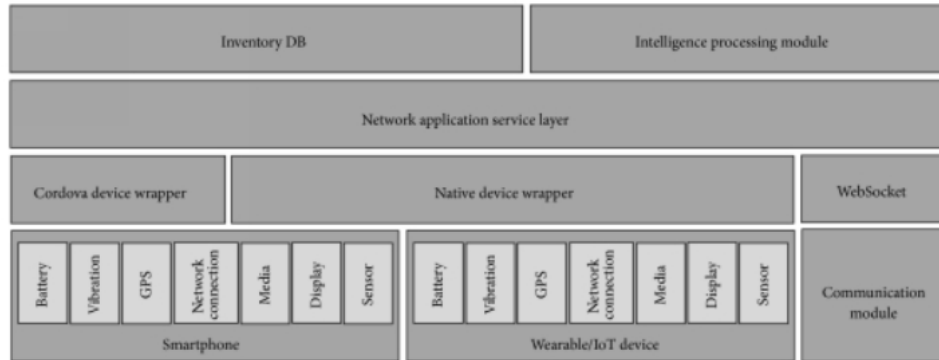 Inventory DB
Intelligence processing module
Network application service layer
Cordova device wrapper
Native device wrapper
WebSocket
Battery
Vibration
GPS
Network
connection
Media
Display
Sensor
Smartphone
Battery
Vibration
GPS
Network
connection
Media
Display
Sensor
Wearable/IoT device
Communication
module